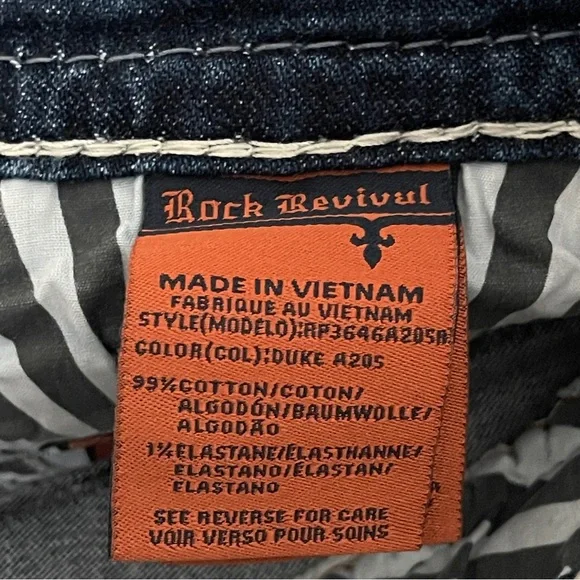 Rock Revival
MADE IN VIETNAM
FABRIQUE AU VIETNAM
STYLE(MODELO):RP3646A205R
COLOR(COL):DUKE A205
99%COTTON/COTON/
ALGODÓN/BAUMWOLLE/
ALGODÃO
1%ELASTANE/ÉLASTHANNE/
ELASTANO/ELASTAN/
ELASTANO
SEE REVERSE FOR CARE
VOIR VERSO POUR SOINS